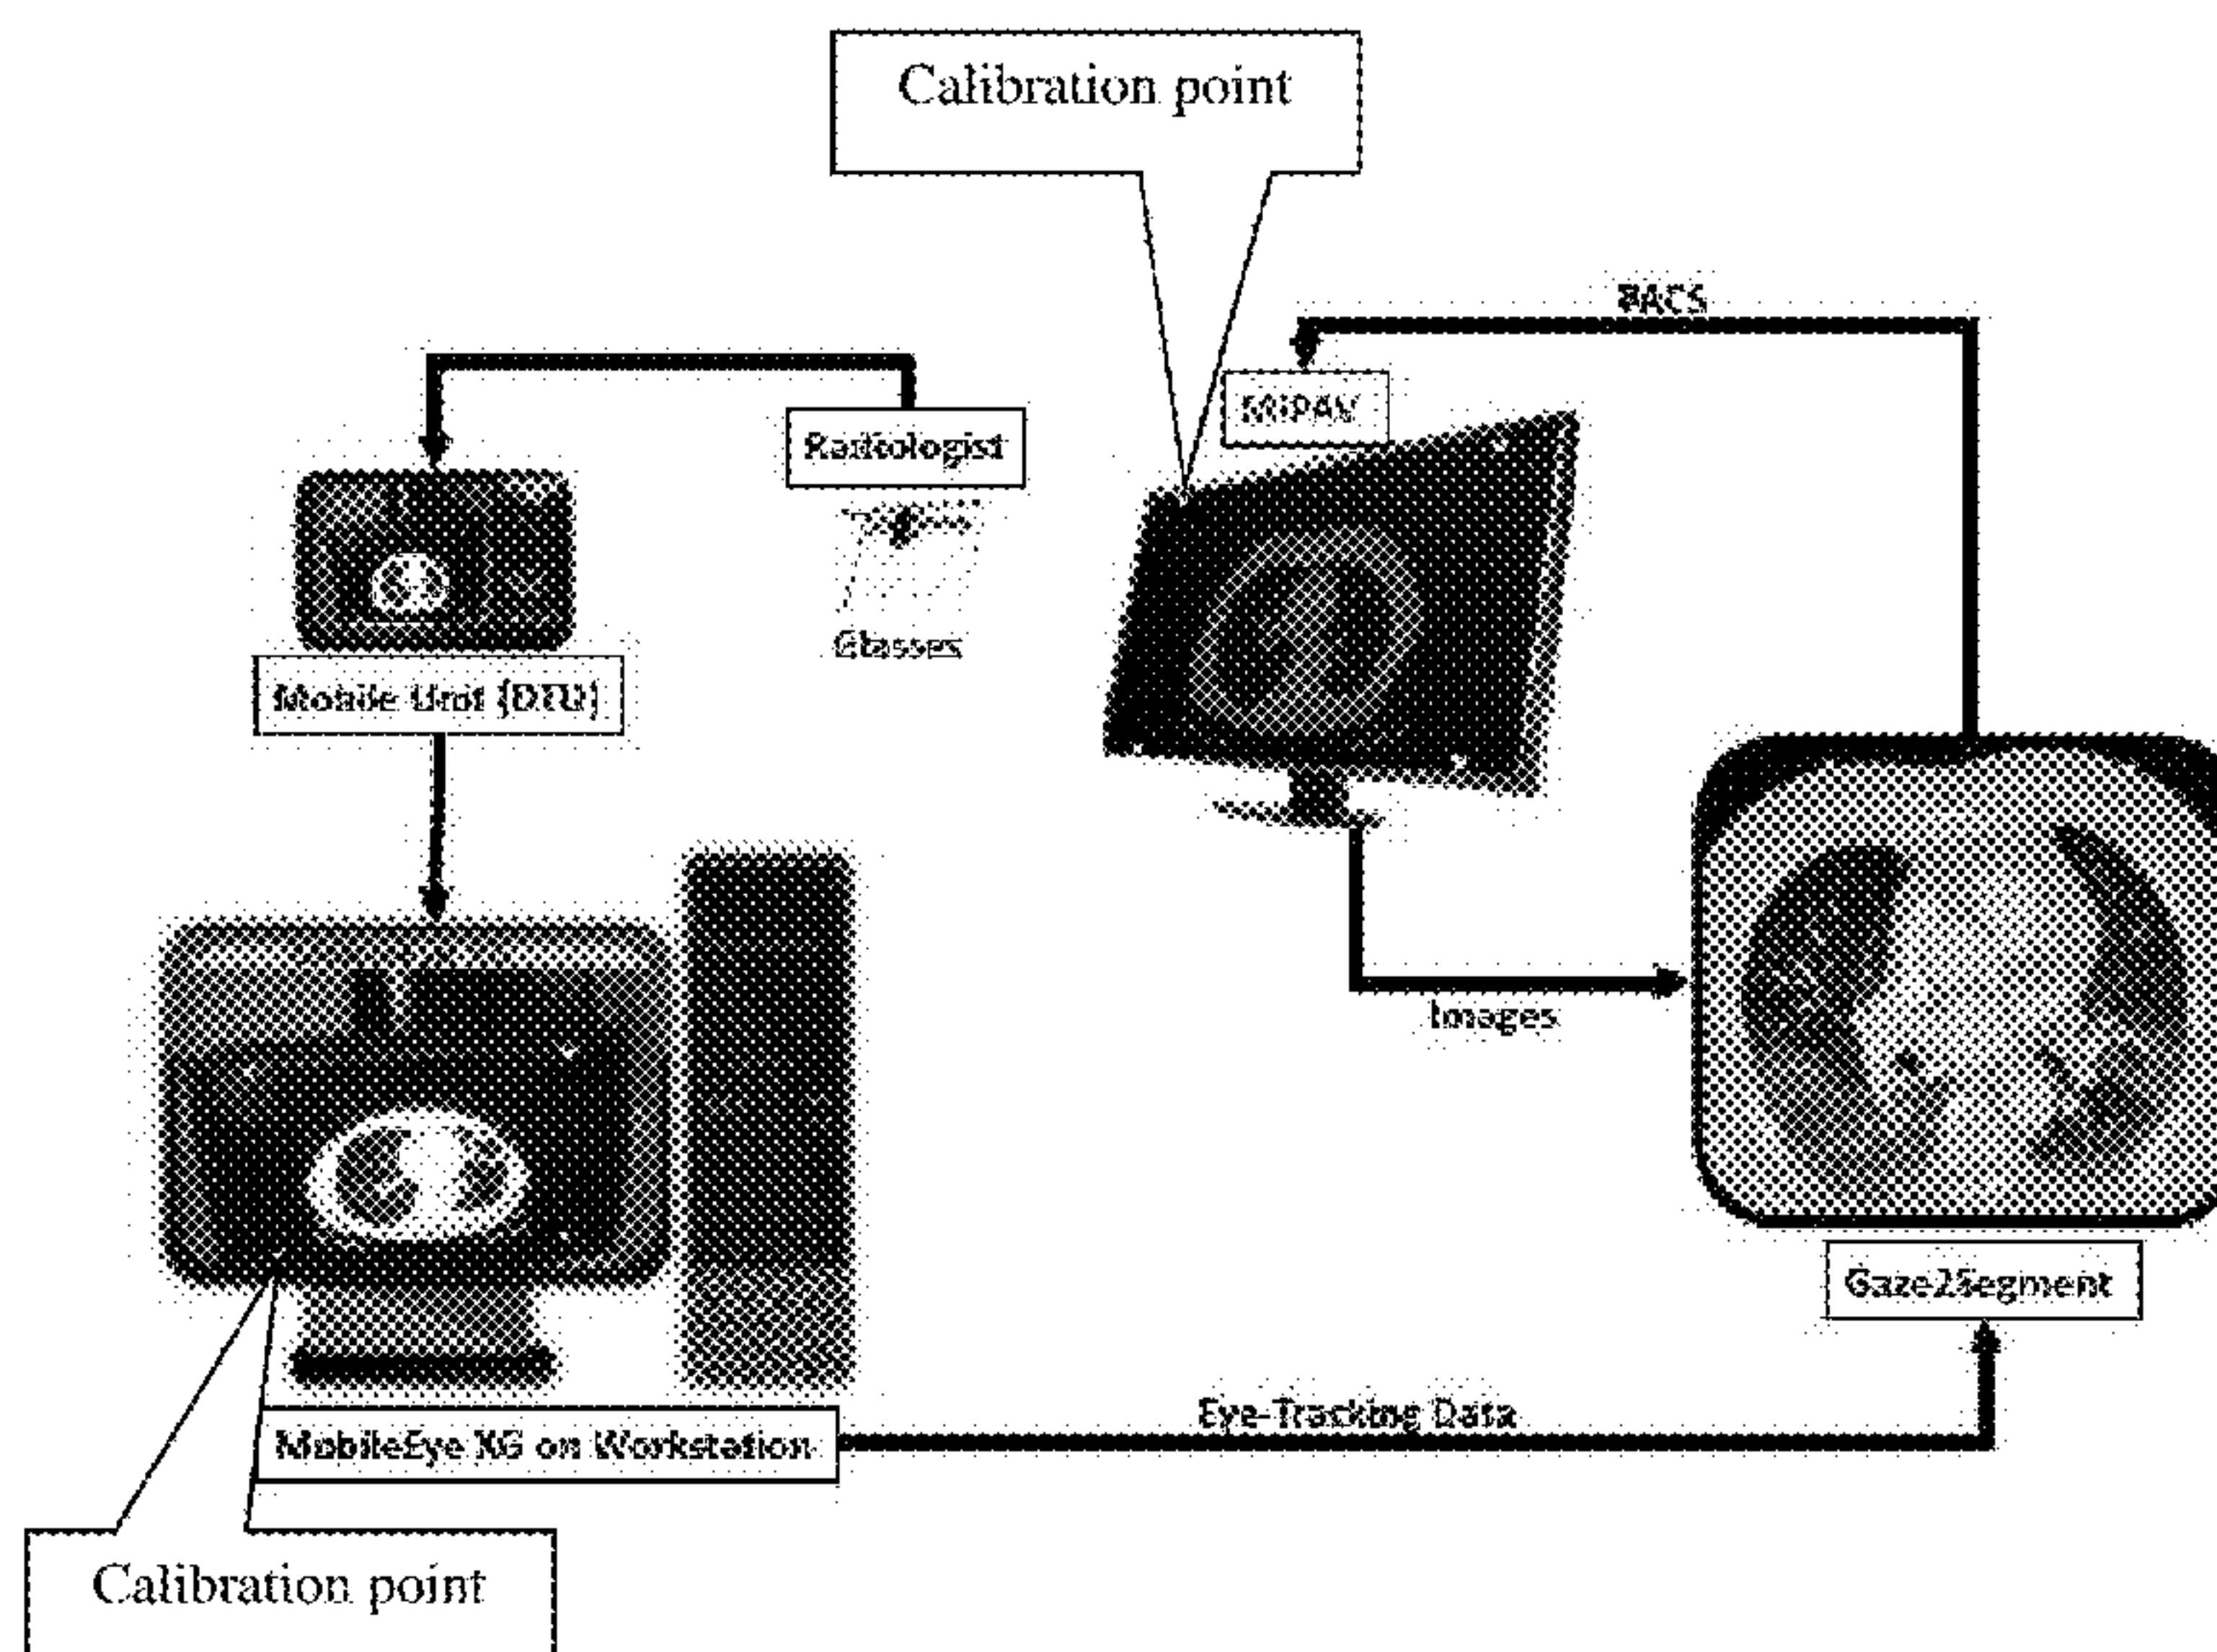 Calibration point
PACS
MIPAV
Radiologist
Glasses
Mobile Unit (DTU)
Images
Gaze2Segment
Eye-Tracking Data
MobileEye XG on Workstation
Calibration point